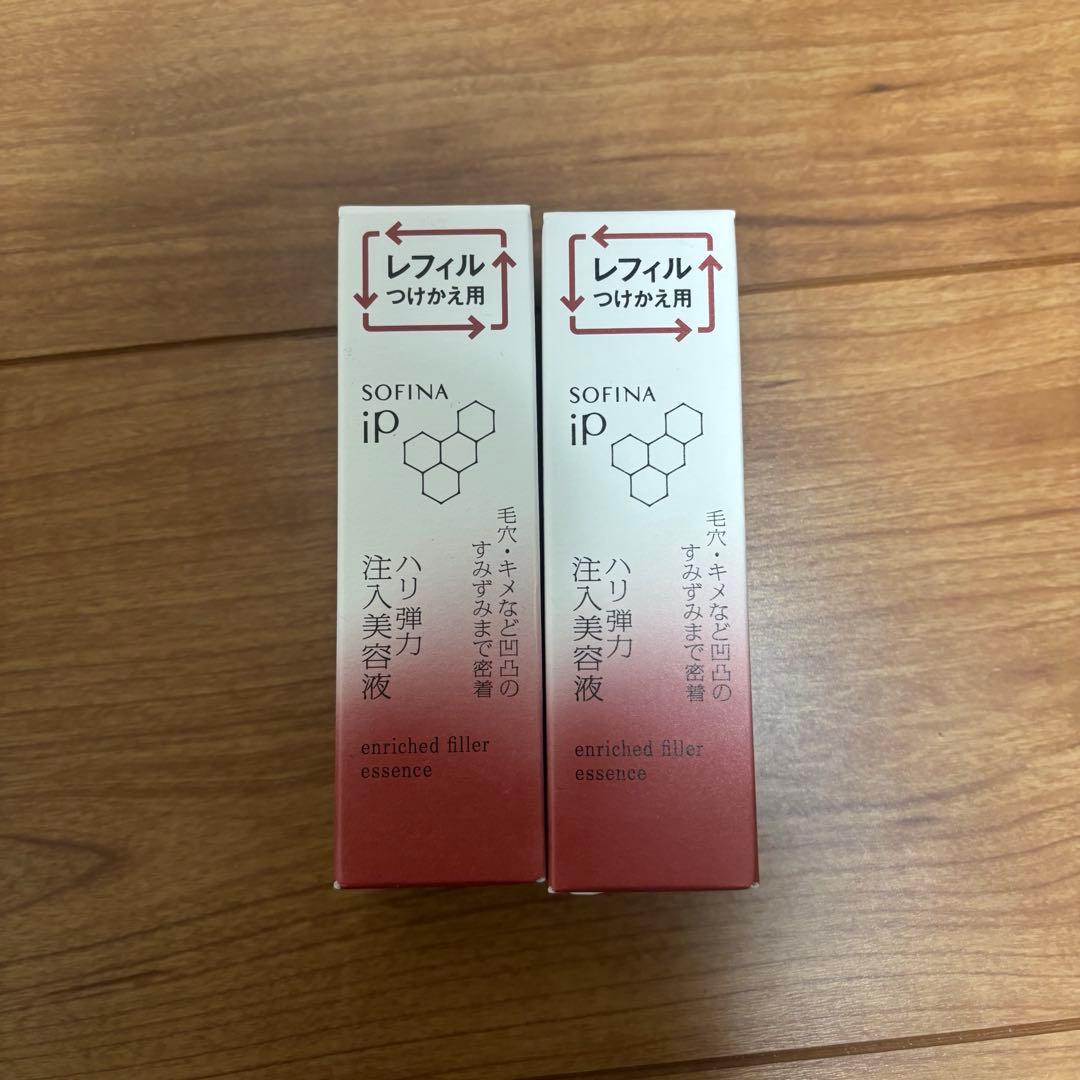 レフィル
つけかえ用
SOFINA
iP
毛穴・キメなど凹凸の
すみずみまで密着
ハリ弾力
注入美容液
enriched filler
essence
レフィル
つけかえ用
SOFINA
iP
毛穴・キメなど凹凸の
すみずみまで密着
ハリ弾力
注入美容液
enriched filler
essence